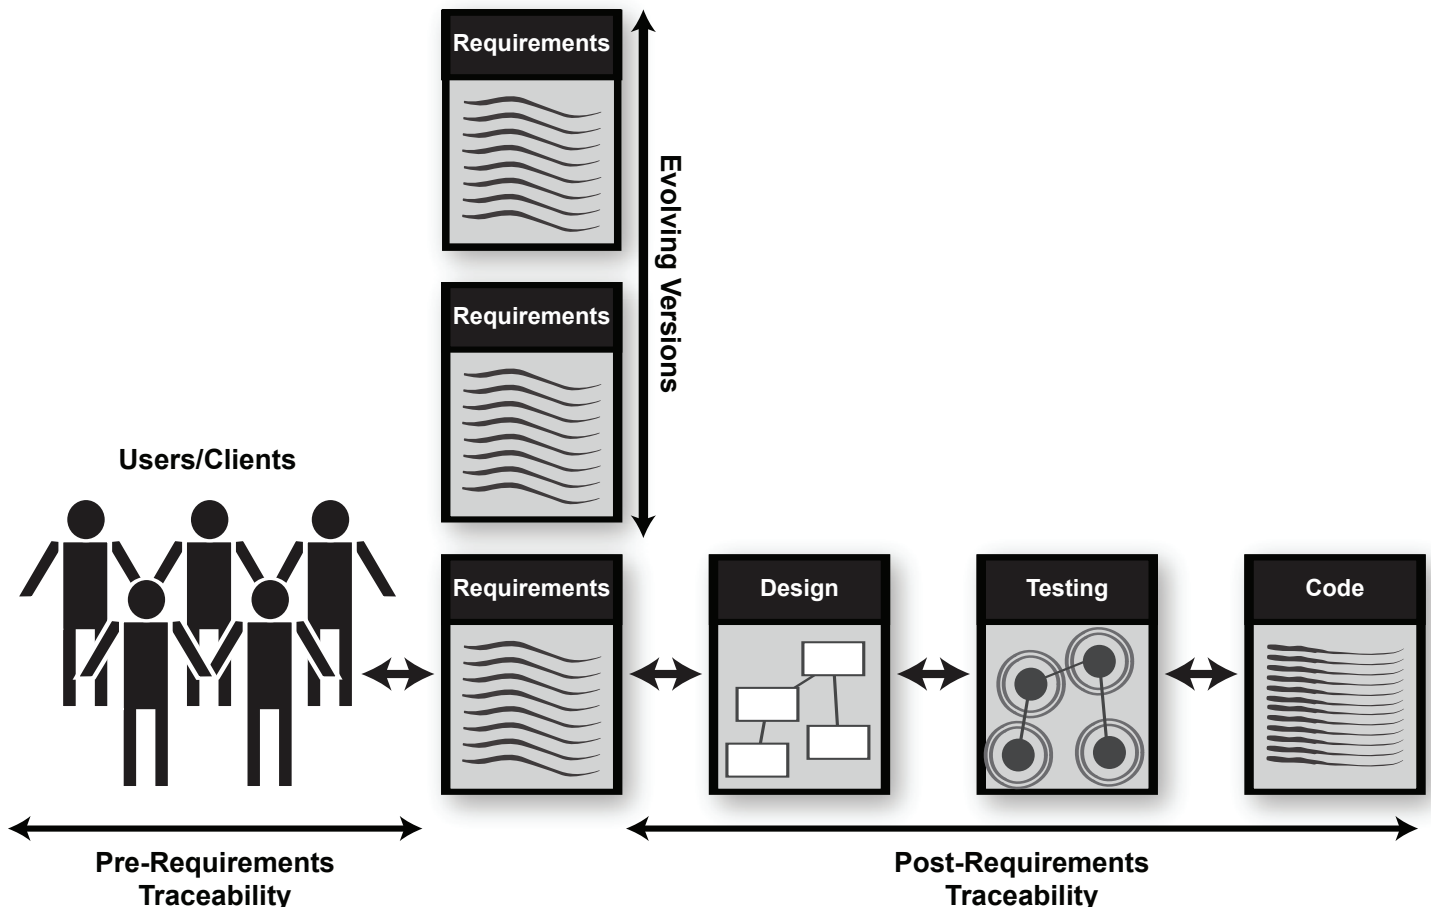 Requirements
Evolving Versions
Requirements
Users/Clients
Requirements
Design
Testing
Code
Pre-Requirements
Traceability
Post-Requirements
Traceability